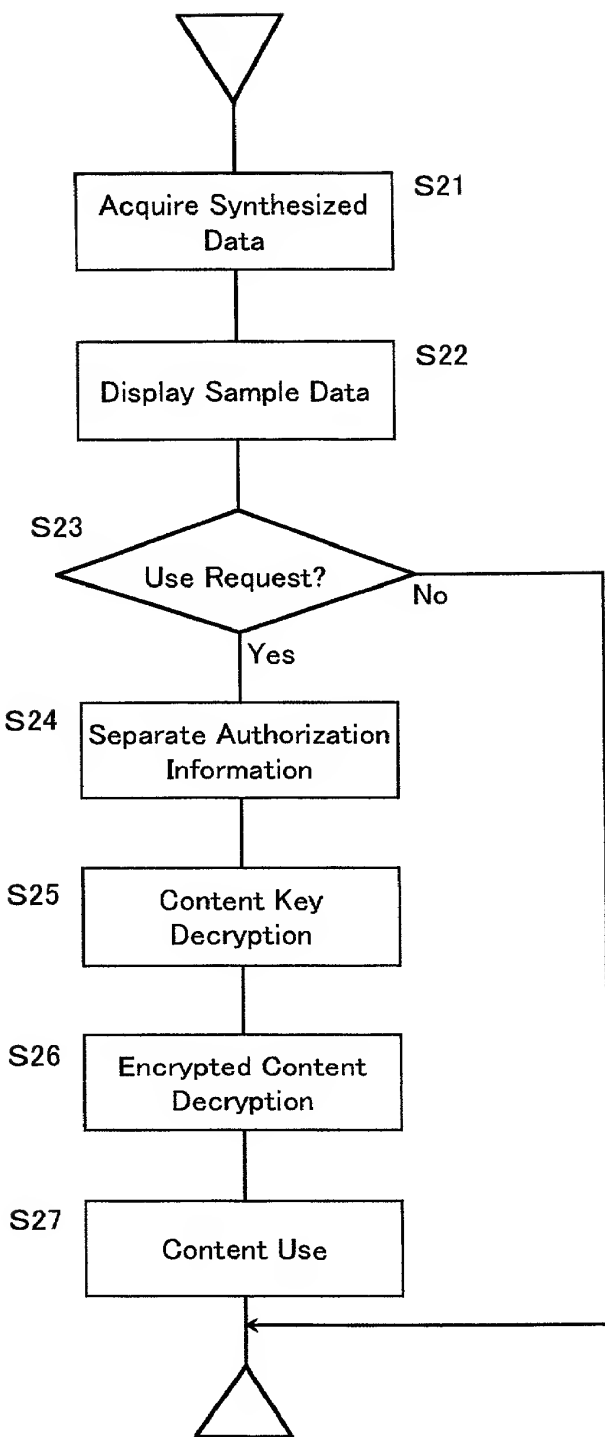 S21
Acquire Synthesized
Data
S22
Display Sample Data
S23
Use Request?
No
Yes
S24
Separate Authorization
Information
S25
Content Key
Decryption
S26
Encrypted Content
Decryption
S27
Content Use